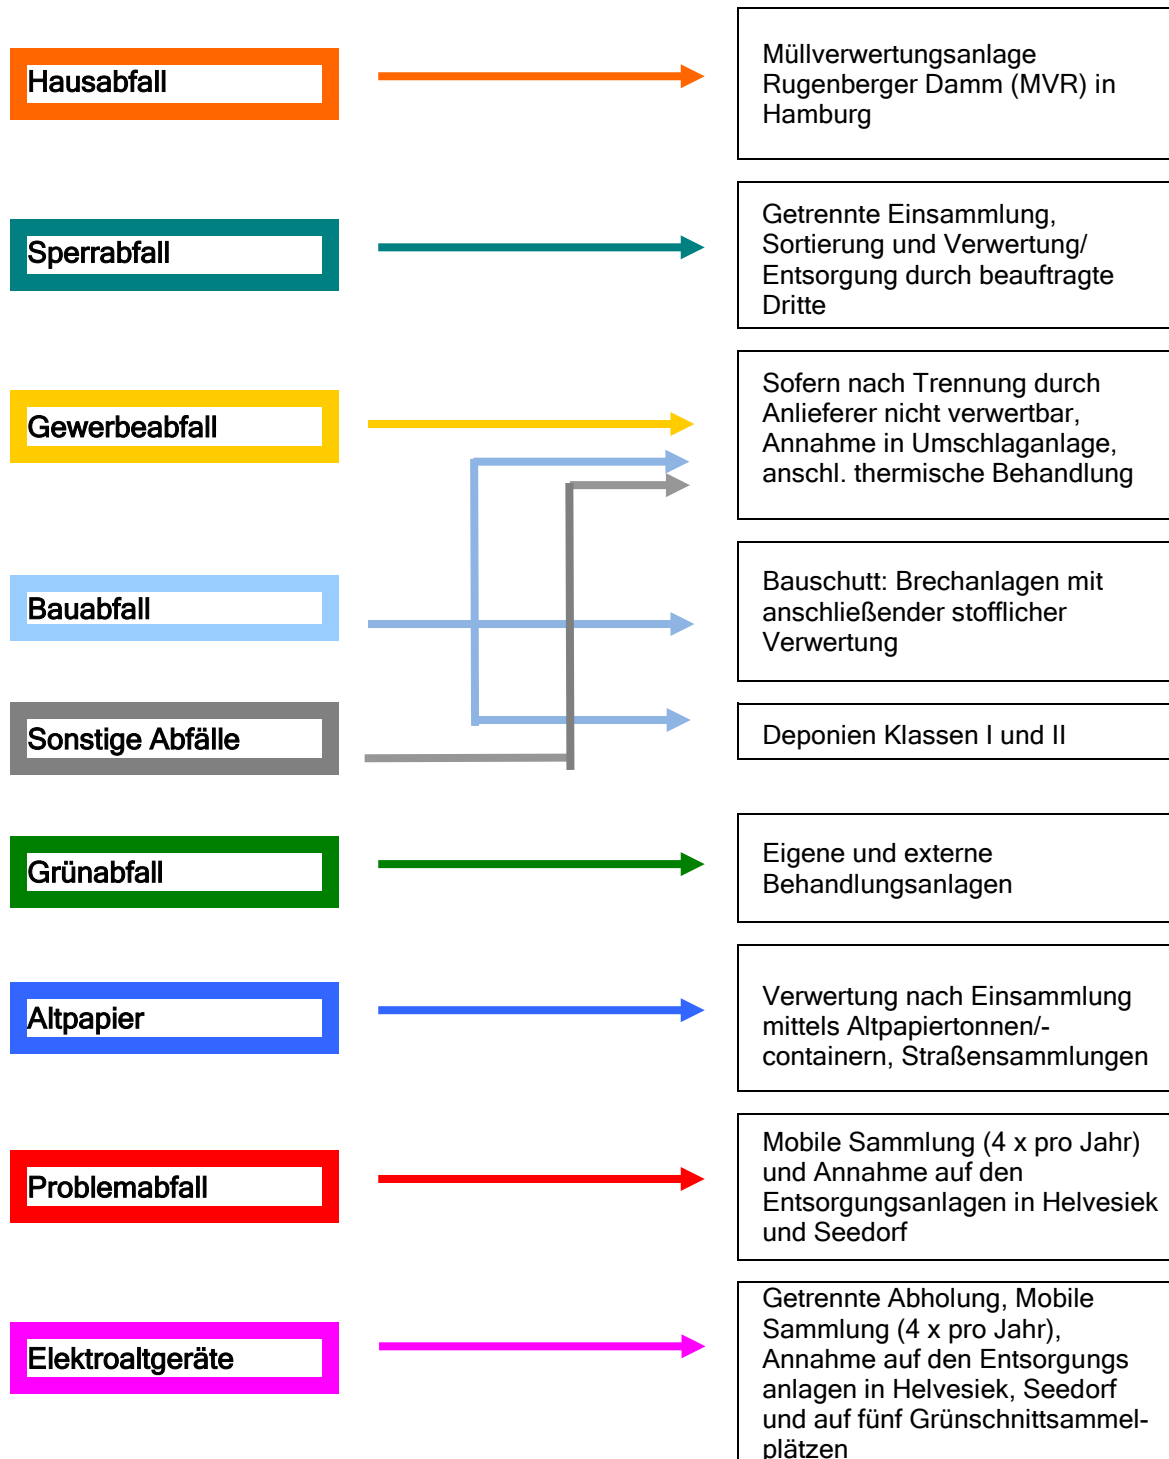 Hausabfall
Müllverwertungsanlage
Rugenberger Damm (MVR) in
Hamburg
Sperrabfall
Getrennte Einsammlung,
Sortierung und Verwertung/
Entsorgung durch beauftragte
Dritte
Gewerbeabfall
Sofern nach Trennung durch
Anlieferer nicht verwertbar,
Annahme in Umschlaganlage,
anschl. thermische Behandlung
Bauabfall
Bauschutt: Brechanlagen mit
anschließender stofflicher
Verwertung
Sonstige Abfälle
Deponien Klassen I und II
Grünabfall
Eigene und externe
Behandlungsanlagen
Altpapier
Verwertung nach Einsammlung
mittels Altpapiertonnen/-
containern, Straßensammlungen
Problemabfall
Mobile Sammlung (4 x pro Jahr)
und Annahme auf den
Entsorgungsanlagen in Helvesiek
und Seedorf
Elektroaltgeräte
Getrennte Abholung, Mobile
Sammlung (4 x pro Jahr),
Annahme auf den Entsorgungs
anlagen in Helvesiek, Seedorf
und auf fünf Grünschnittsammel-
plätzen